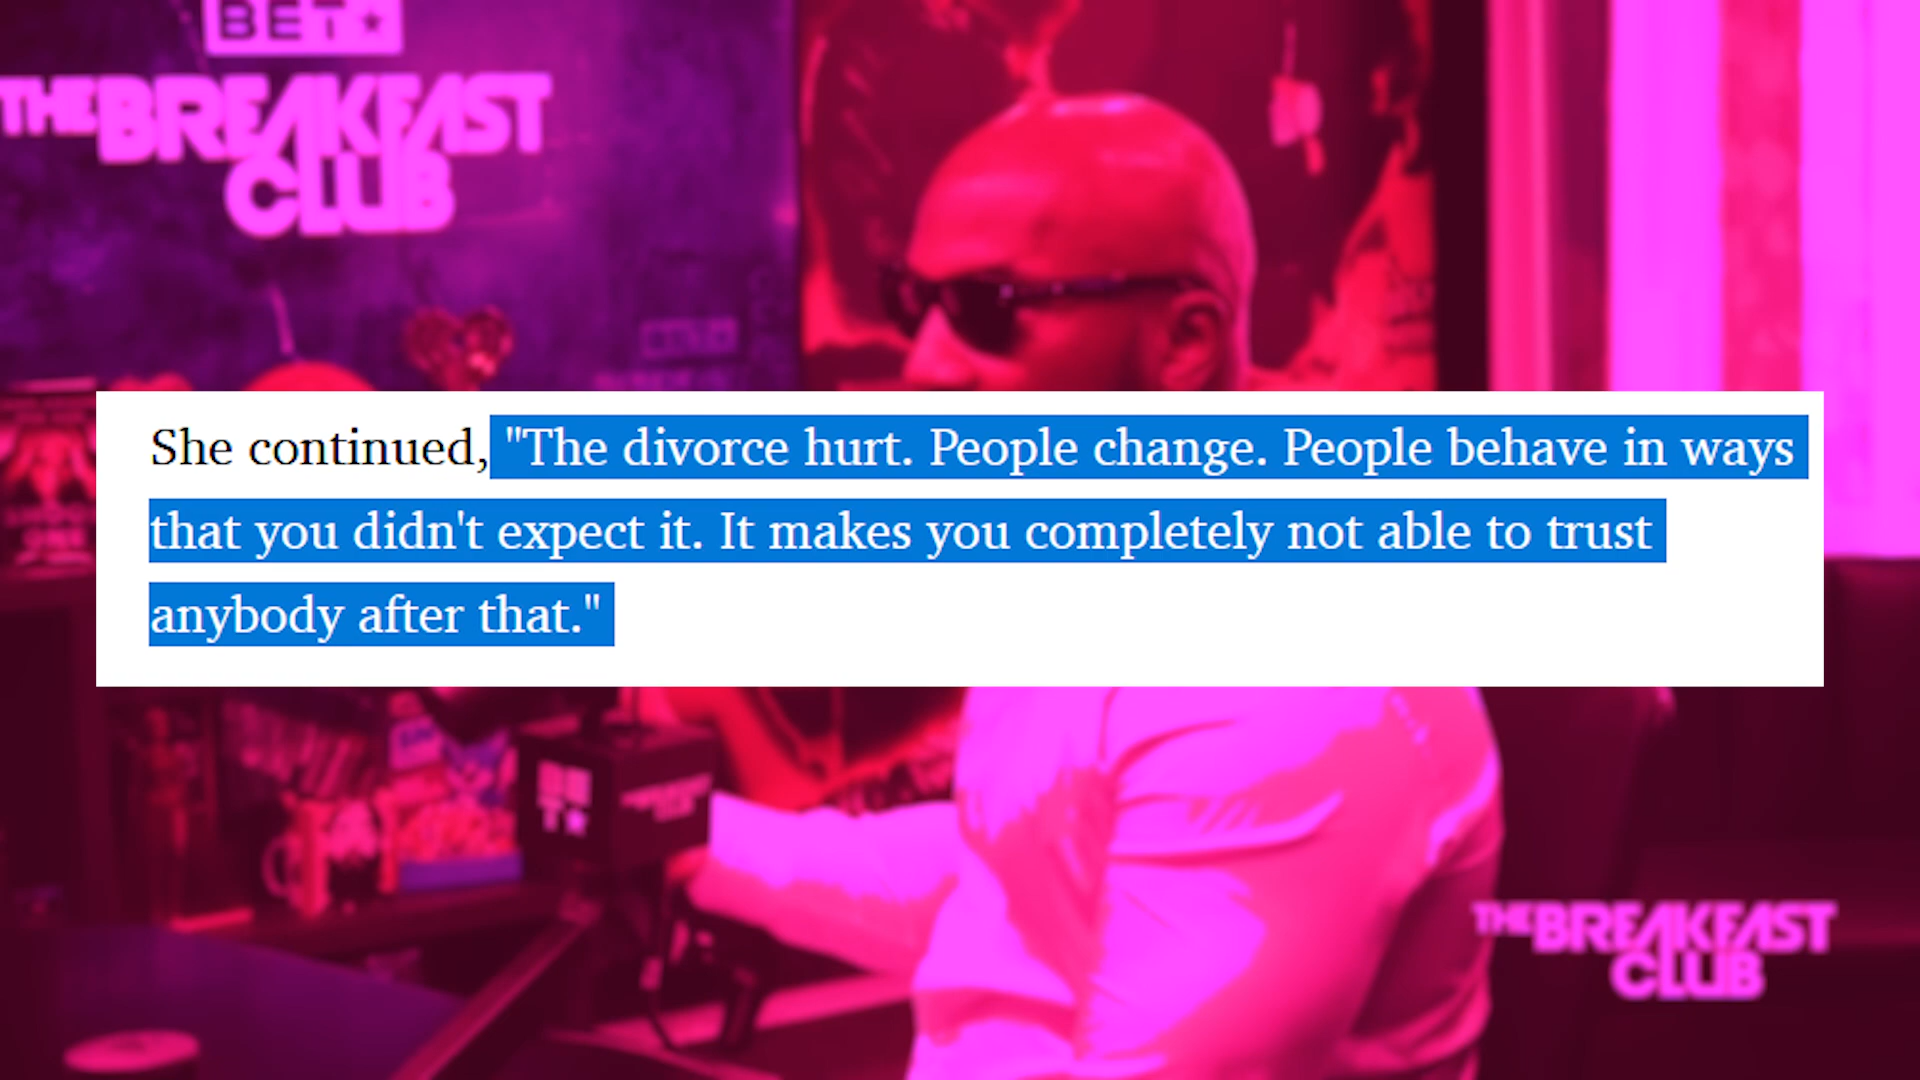 BET★
THE BREAKFAST
CLUB
She continued, "The divorce hurt. People change. People behave in ways
that you didn't expect it. It makes you completely not able to trust
anybody after that."
BE
T★
THE BREAKFAST
CLUB